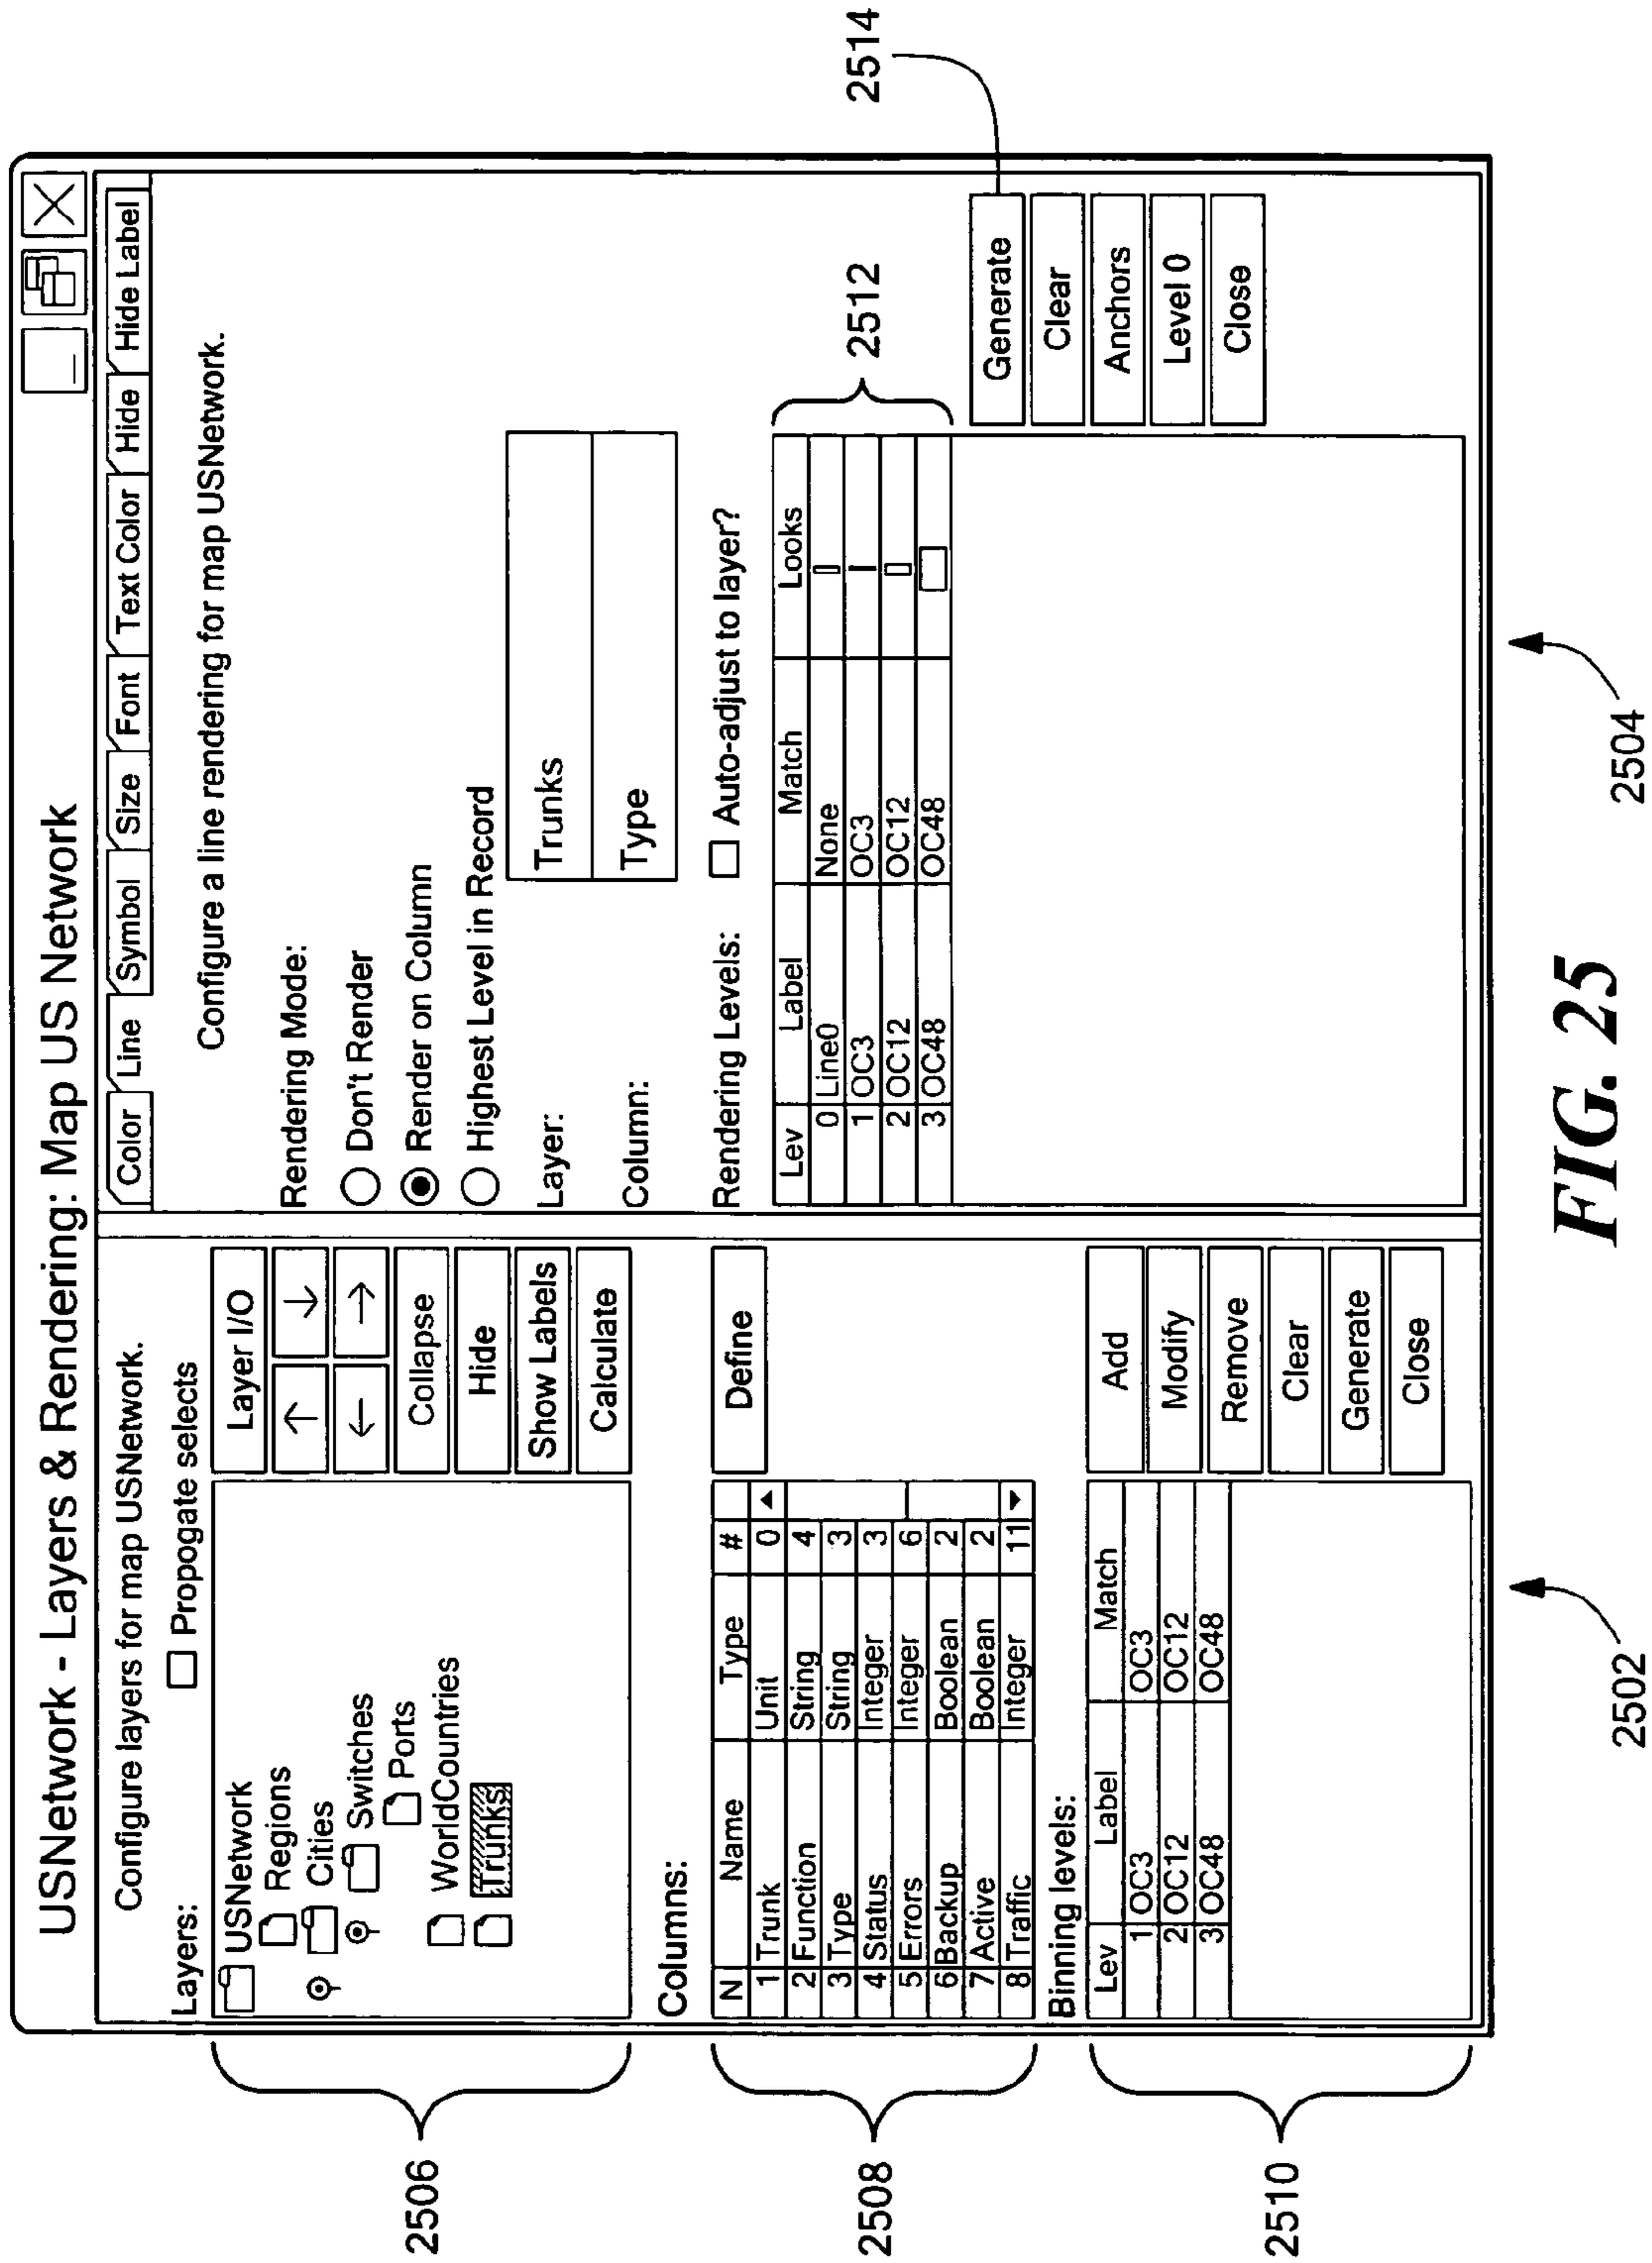 USNetwork - Layers & Rendering: Map US Network
Configure layers for map USNetwork.
Layers:
Propogate selects
USNetwork
Regions
Cities
Switches
Ports
WorldCountries
Trunks
Layer I/O
Collapse
Hide
Show Labels
Calculate
Columns:
N Name Type #
1 Trunk Unit 0
2 Function String 4
3 Type String 3
4 Status Integer 3
5 Errors Integer 6
6 Backup Boolean 2
7 Active Boolean 2
8 Traffic Integer 11
Define
Binning levels:
Lev Label Match
1 OC3 OC3
2 OC12 OC12
3 OC48 OC48
Add
Modify
Remove
Clear
Generate
Close
Color Line Symbol Size Font Text Color Hide Hide Label
Configure a line rendering for map USNetwork.
Rendering Mode:
Don't Render
Render on Column
Highest Level in Record
Layer: Trunks
Column: Type
Rendering Levels: Auto-adjust to layer?
Lev Label Match Looks
0 Line0 None
1 OC3 OC3
2 OC12 OC12
3 OC48 OC48
Generate
Clear
Anchors
Level 0
Close
2506
2508
2510
2512
2514
2502
2504
FIG. 25